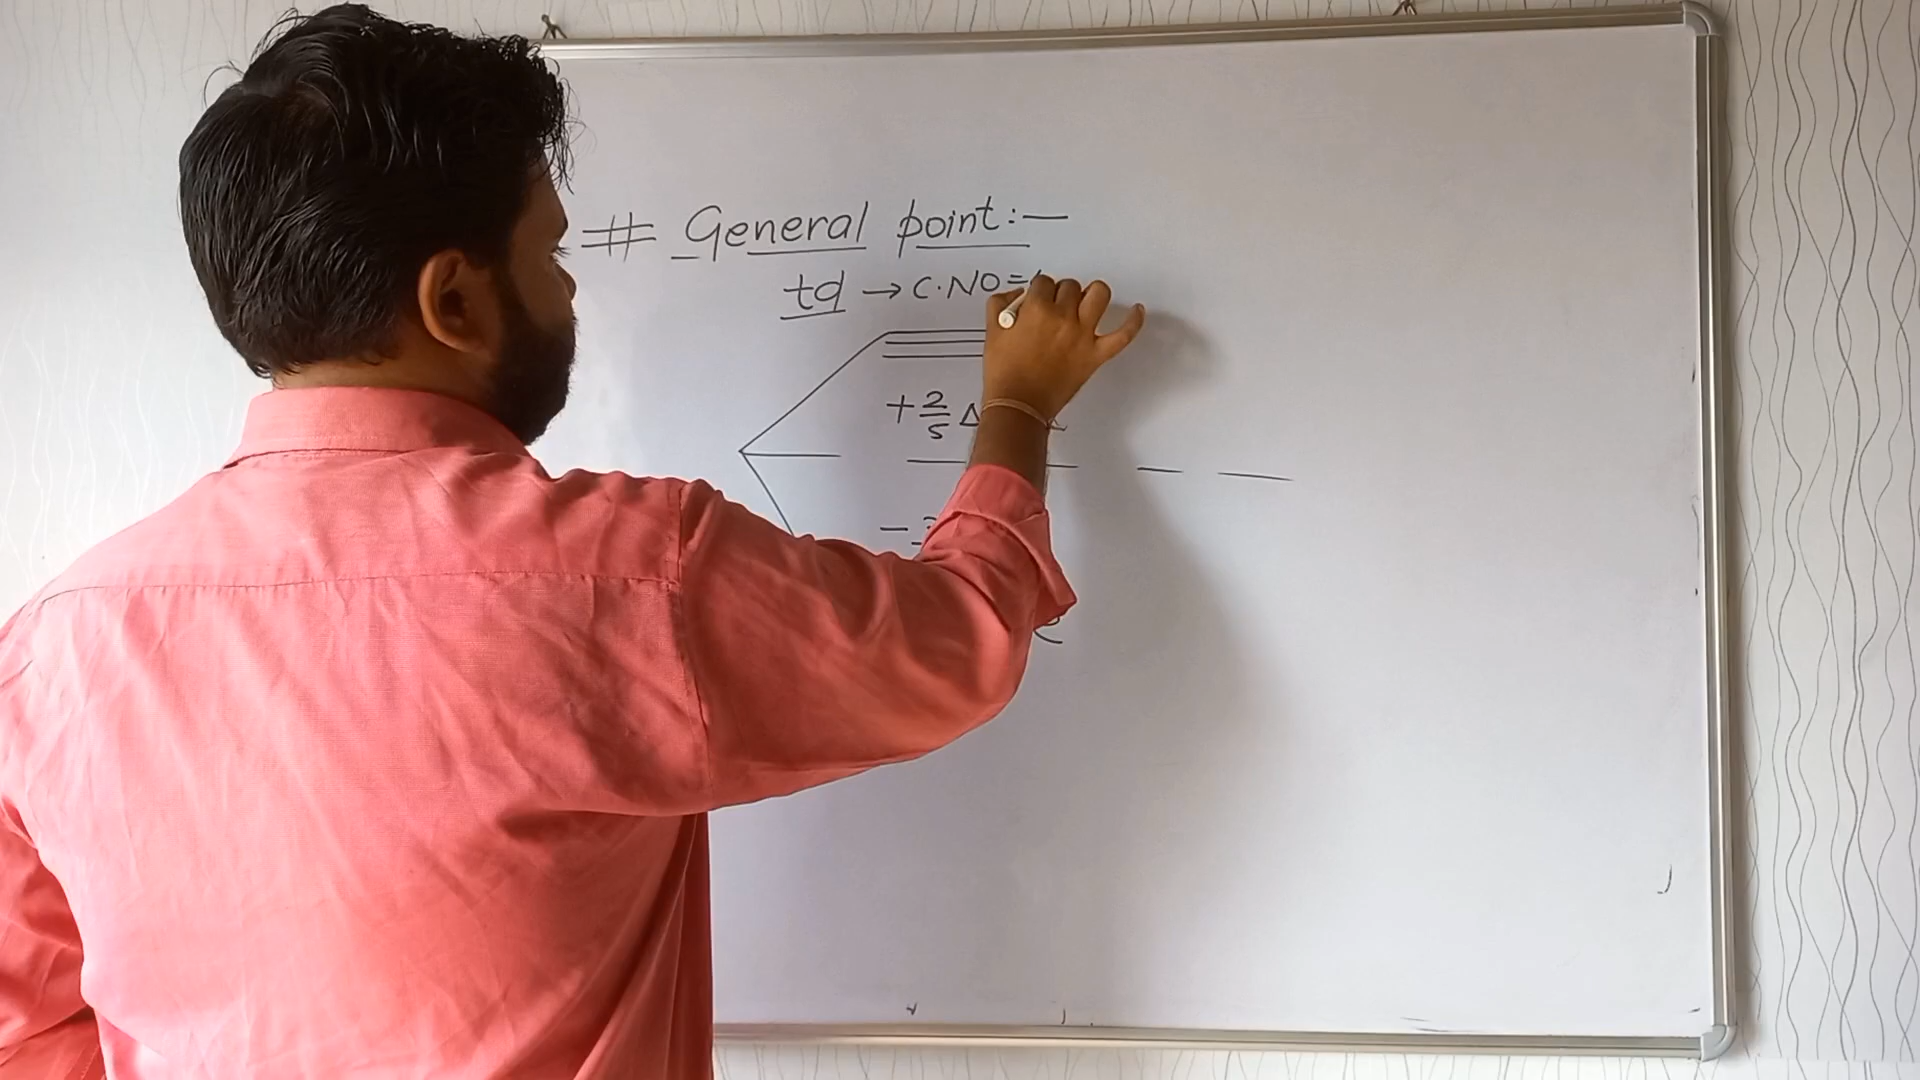 # General point:—
td → C.NO=
+2/5 Δ
-
e